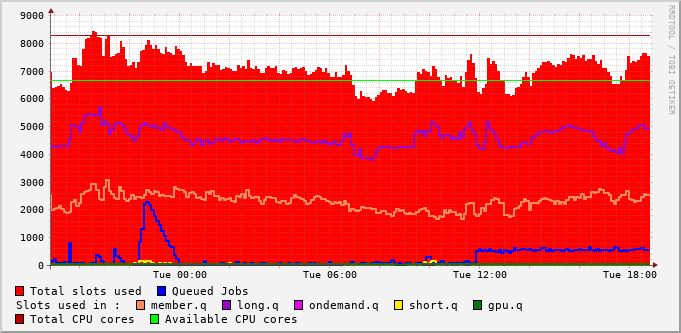 9000
8000
7000
6000
5000
4000
3000
2000
1000
0
Tue 00:00 Tue 06:00 Tue 12:00 Tue 18:00
RRDTOOL / TOBI OETIKER
Total slots used Queued Jobs
Slots used in : member.q long.q ondemand.q short.q gpu.q
Total CPU cores Available CPU cores